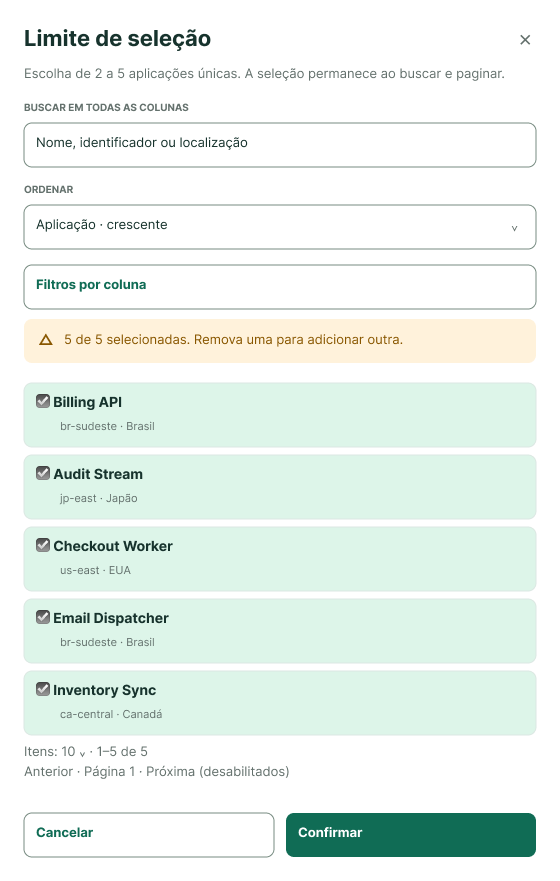 Limite de seleção
×
Escolha de 2 a 5 aplicações únicas. A seleção permanece ao buscar e paginar.
BUSCAR EM TODAS AS COLUNAS
Nome, identificador ou localização
ORDENAR
Aplicação · crescente
Filtros por coluna
5 de 5 selecionadas. Remova uma para adicionar outra.
Billing API
br-sudeste · Brasil
Audit Stream
jp-east · Japão
Checkout Worker
us-east · EUA
Email Dispatcher
br-sudeste · Brasil
Inventory Sync
ca-central · Canadá
Itens: 10 ⌄ · 1–5 de 5
Anterior · Página 1 · Próxima (desabilitados)
Cancelar
Confirmar